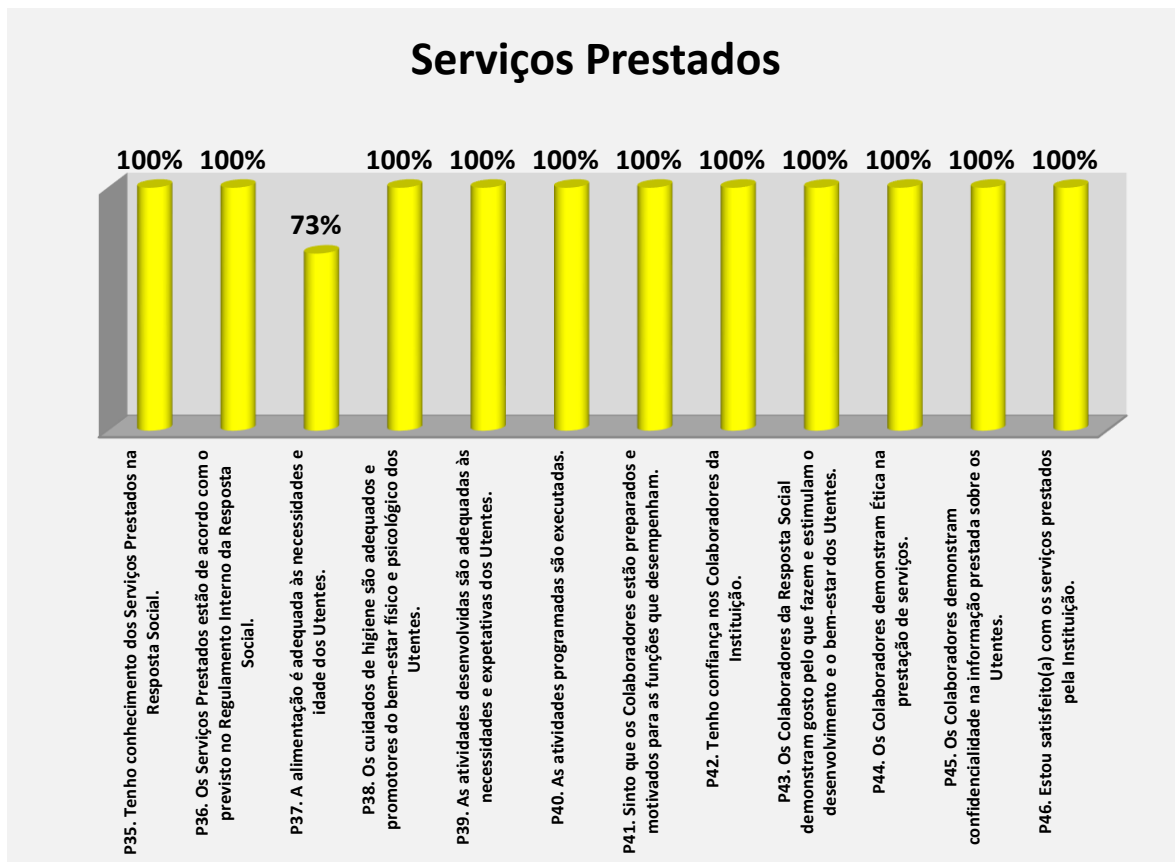 Serviços Prestados
100%
100%
73%
100%
100%
100%
100%
100%
100%
100%
100%
100%
P35. Tenho conhecimento dos Serviços Prestados na
Resposta Social.
P36. Os Serviços Prestados estão de acordo com o
previsto no Regulamento Interno da Resposta
Social.
P37. A alimentação é adequada às necessidades e
idade dos Utentes.
P38. Os cuidados de higiene são adequados e
promotores do bem-estar físico e psicológico dos
Utentes.
P39. As atividades desenvolvidas são adequadas às
necessidades e expetativas dos Utentes.
P40. As atividades programadas são executadas.
P41. Sinto que os Colaboradores estão preparados e
motivados para as funções que desempenham.
P42. Tenho confiança nos Colaboradores da
Instituição.
P43. Os Colaboradores da Resposta Social
demonstram gosto pelo que fazem e estimulam o
desenvolvimento e o bem-estar dos Utentes.
P44. Os Colaboradores demonstram Ética na
prestação de serviços.
P45. Os Colaboradores demonstram
confidencialidade na informação prestada sobre os
Utentes.
P46. Estou satisfeito(a) com os serviços prestados
pela Instituição.